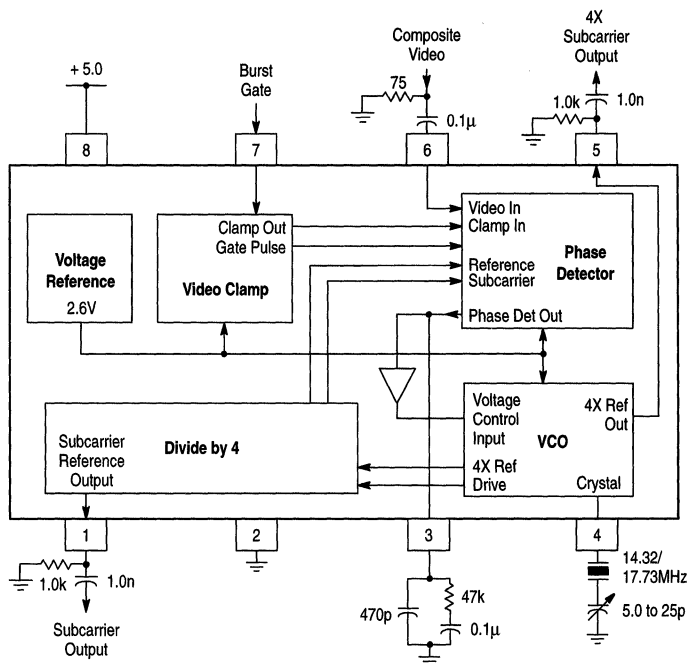 Composite
Video
4X
Subcarrier
Output
+ 5.0
Burst
Gate
75
0.1µ
1.0k
1.0n
8
7
6
5
Voltage
Reference
2.6V
Clamp Out
Gate Pulse
Video Clamp
Video In
Clamp In
Reference
Subcarrier
Phase Det Out
Phase
Detector
Subcarrier
Reference
Output
Divide by 4
Voltage
Control
Input
4X Ref
Out
VCO
4X Ref
Drive
Crystal
1
2
3
4
1.0k
1.0n
Subcarrier
Output
470p
47k
0.1µ
14.32/
17.73MHz
5.0 to 25p